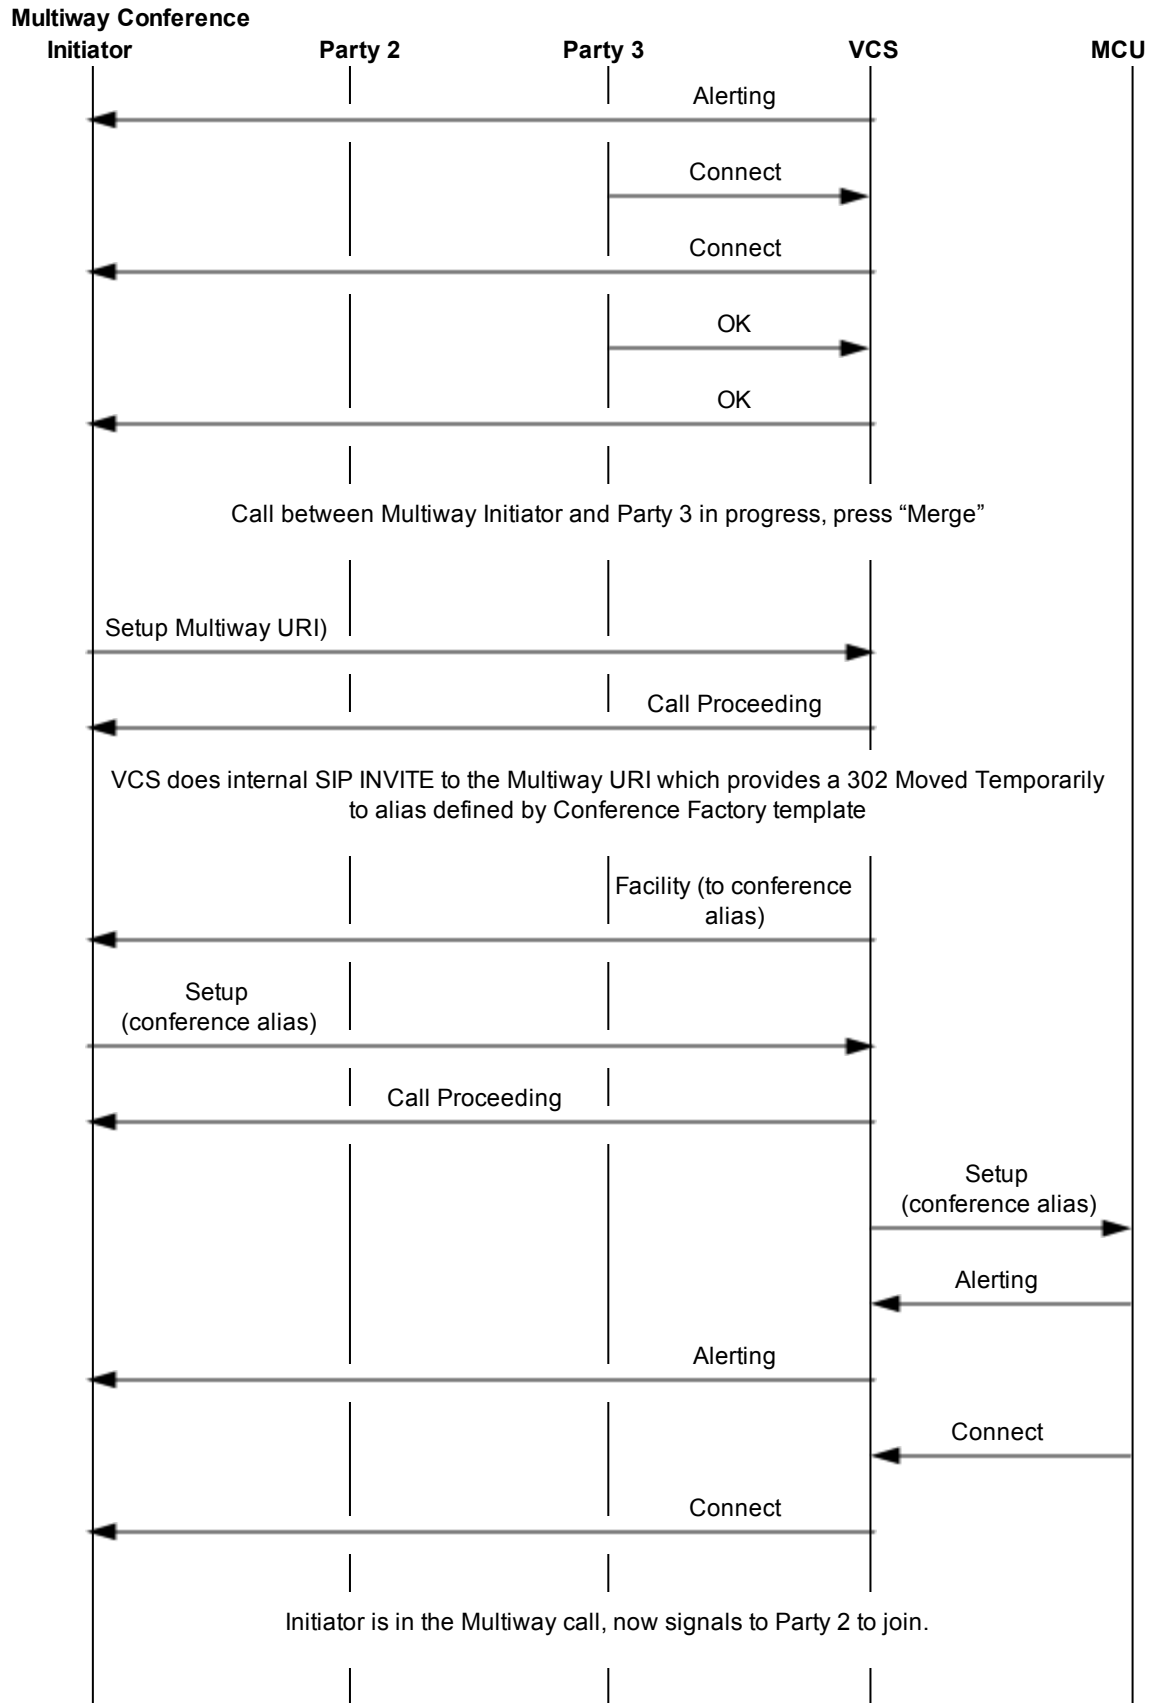 Multiway Conference
Initiator Party 2 Party 3 VCS MCU
Alerting
Connect
Connect
OK
OK
Call between Multiway Initiator and Party 3 in progress, press “Merge”
Setup Multiway URI)
Call Proceeding
VCS does internal SIP INVITE to the Multiway URI which provides a 302 Moved Temporarily
to alias defined by Conference Factory template
Facility (to conference
alias)
Setup
(conference alias)
Call Proceeding
Setup
(conference alias)
Alerting
Alerting
Connect
Connect
Initiator is in the Multiway call, now signals to Party 2 to join.